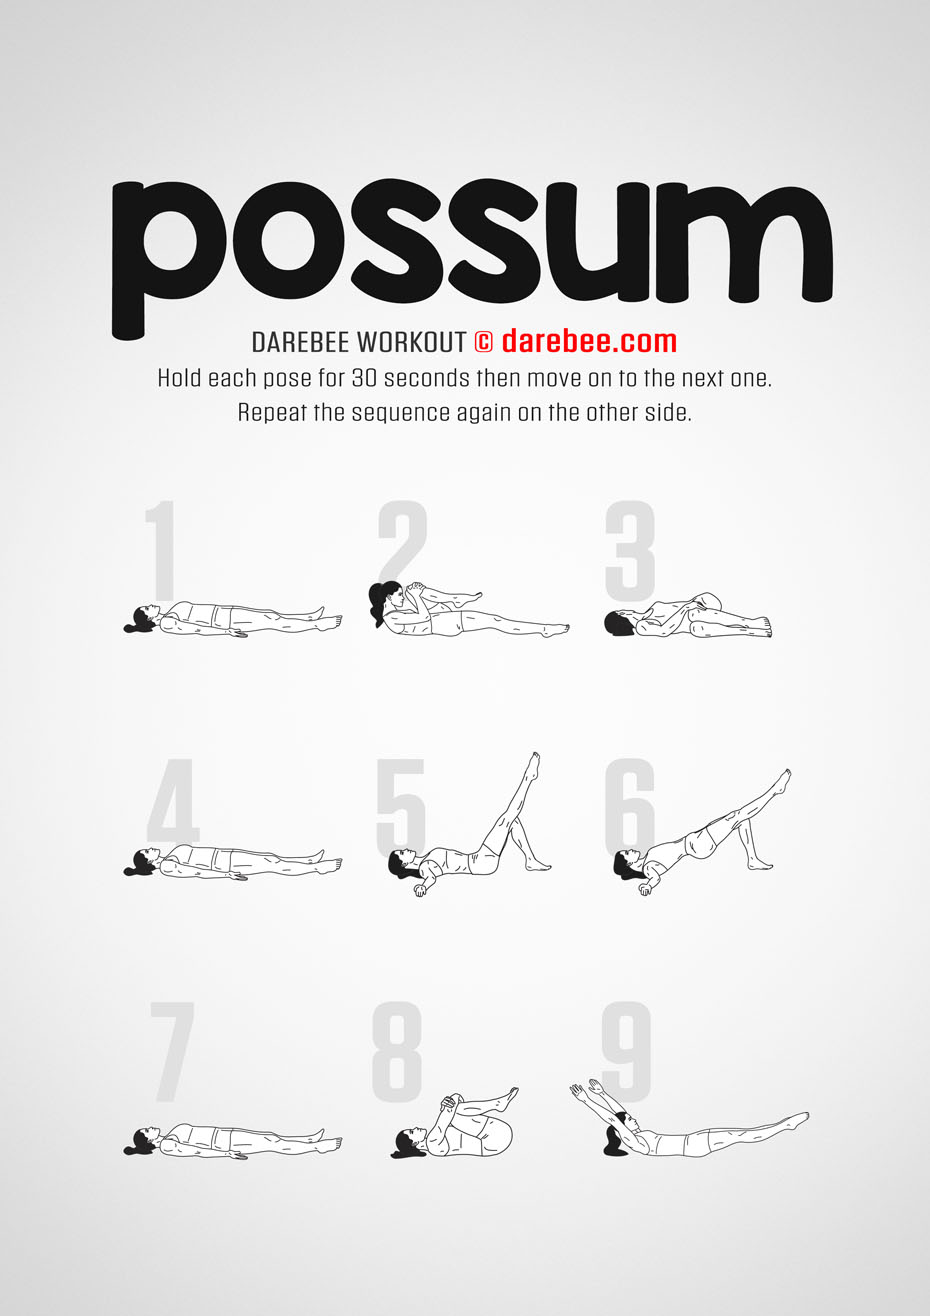 possum
DAREBEE WORKOUT © darebee.com
Hold each pose for 30 seconds then move on to the next one.
Repeat the sequence again on the other side.
1 2 3
4 5 6
7 8 9